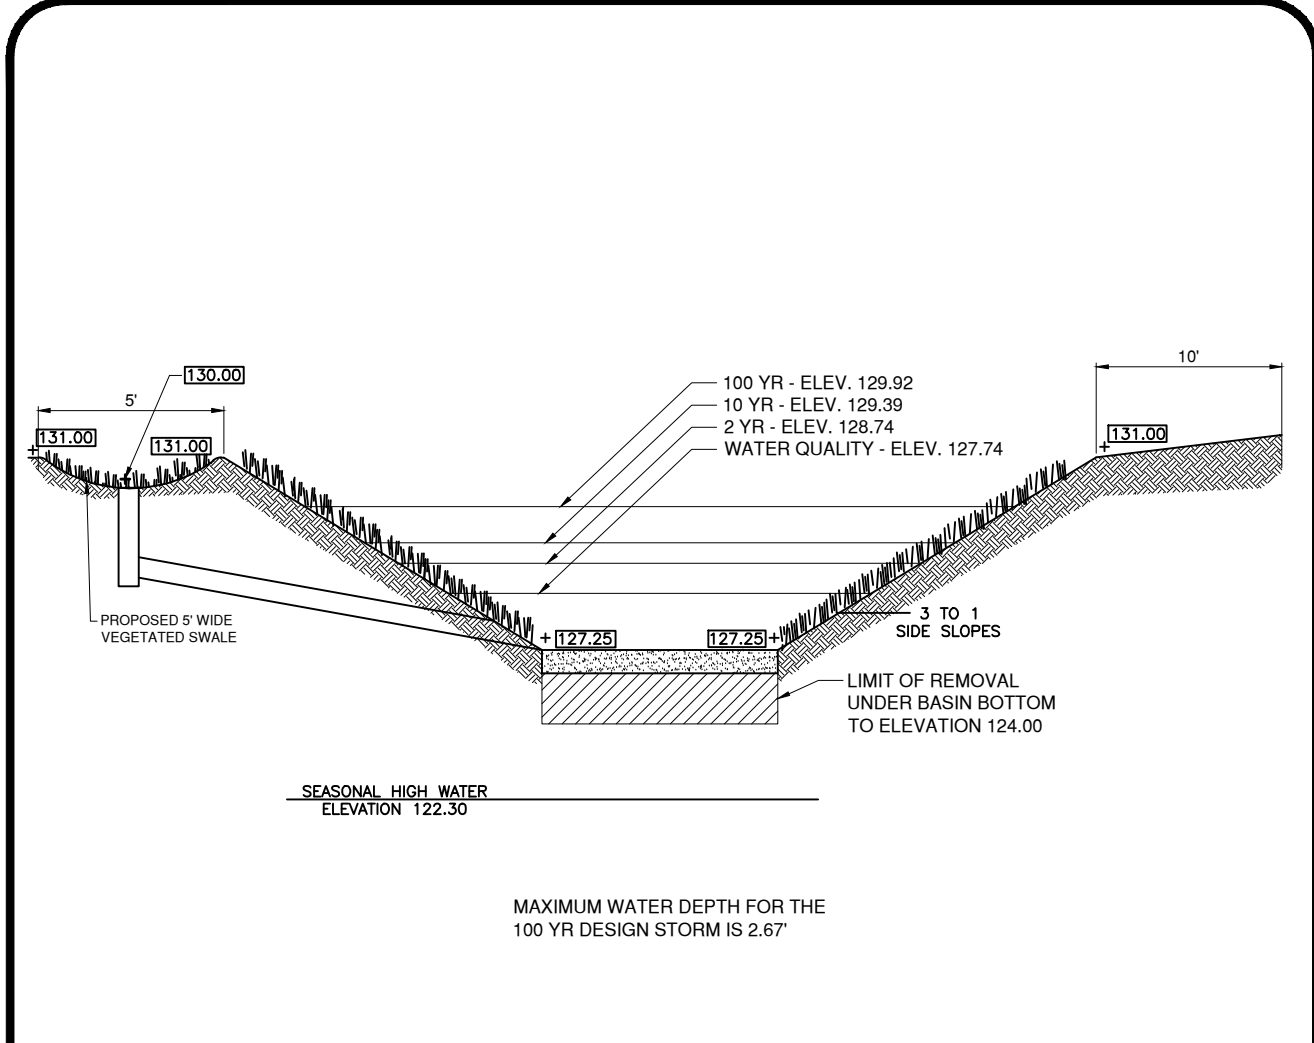 10'
130.00
5'
100 YR - ELEV. 129.92
10 YR - ELEV. 129.39
2 YR - ELEV. 128.74
WATER QUALITY - ELEV. 127.74
131.00
131.00
131.00
PROPOSED 5' WIDE
VEGETATED SWALE
3 TO 1
SIDE SLOPES
127.25
127.25
LIMIT OF REMOVAL
UNDER BASIN BOTTOM
TO ELEVATION 124.00
SEASONAL HIGH WATER
ELEVATION 122.30
MAXIMUM WATER DEPTH FOR THE
100 YR DESIGN STORM IS 2.67'